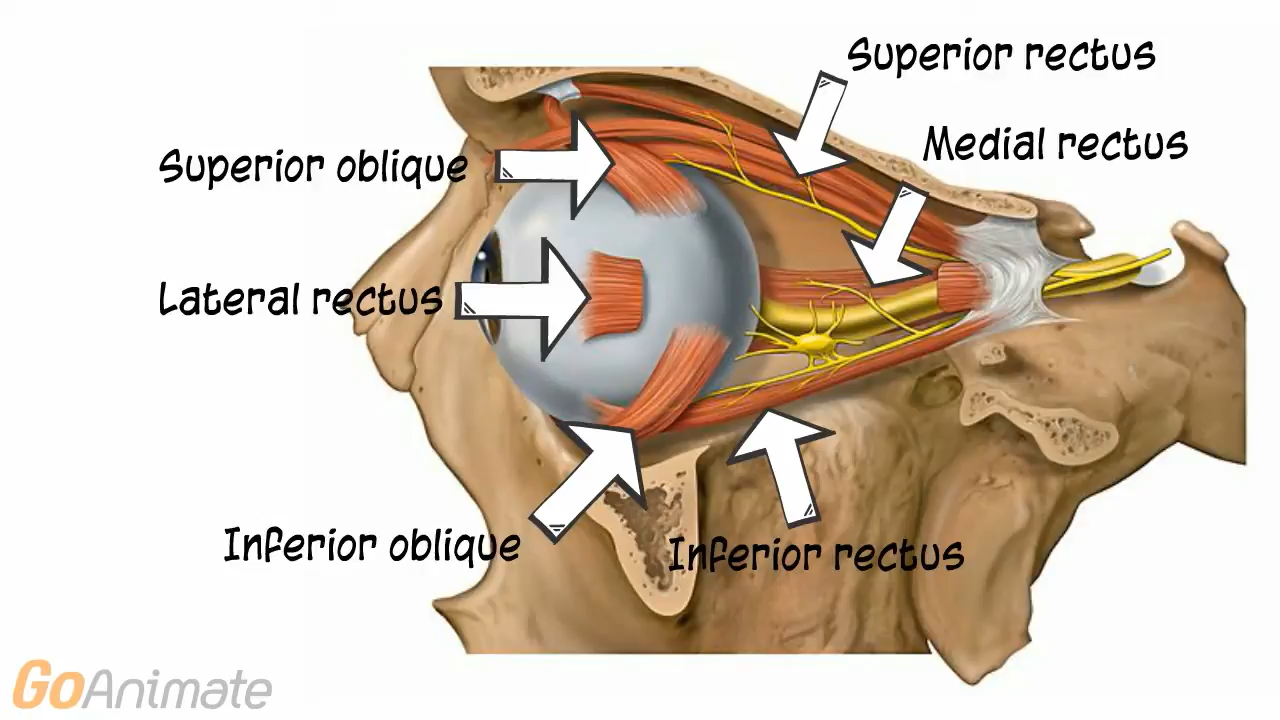 Superior rectus
Medial rectus
Superior oblique
Lateral rectus
Inferior oblique
Inferior rectus
GoAnimate